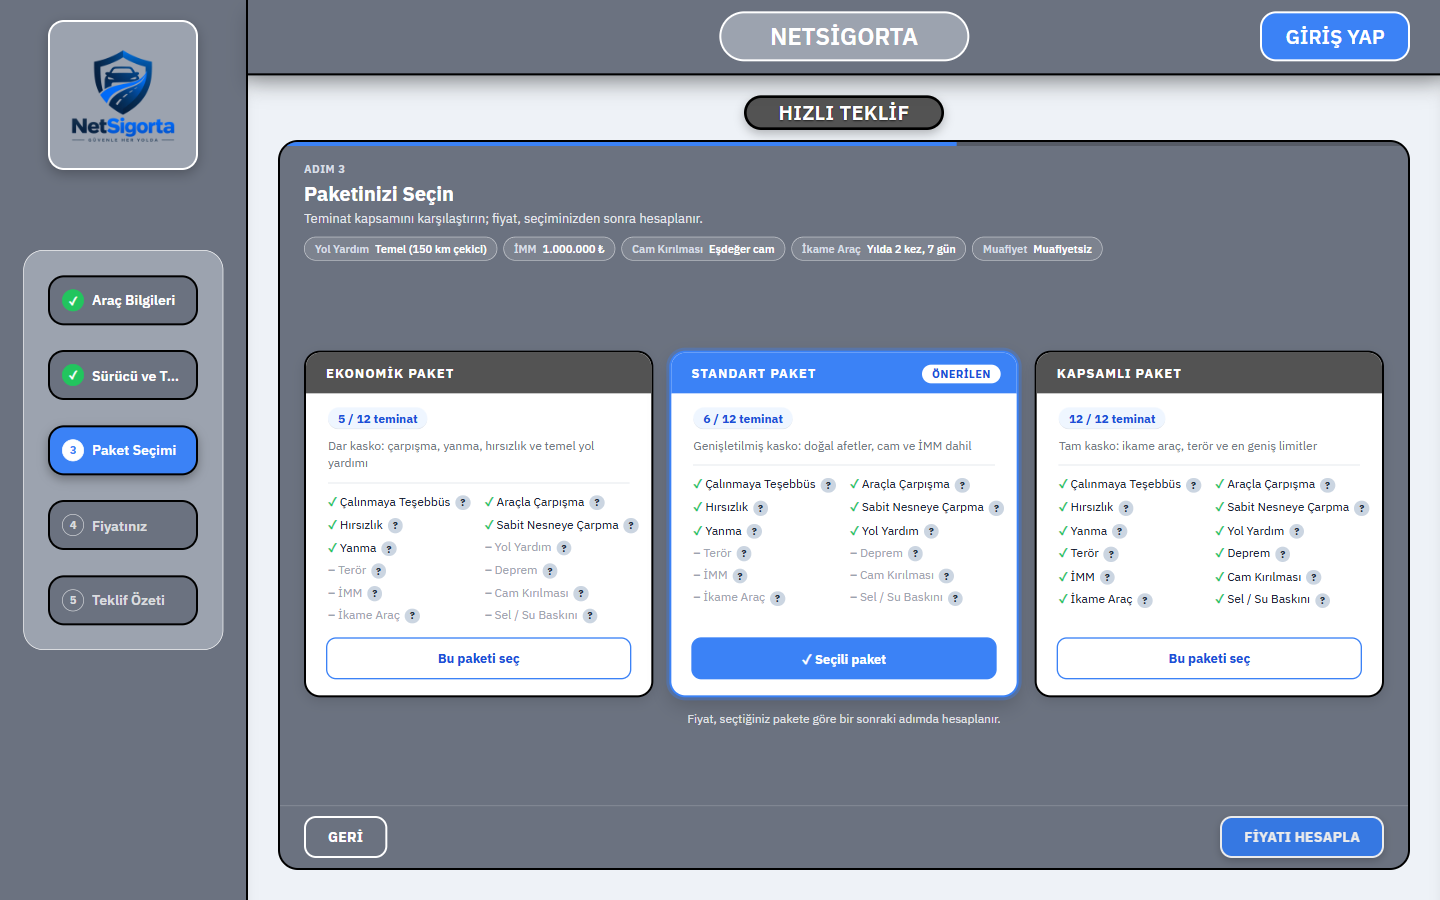 NetSigorta
GÜVENLE HER YOLDA
NETSİGORTA
GİRİŞ YAP
✓ Araç Bilgileri
✓ Sürücü ve T...
3 Paket Seçimi
4 Fiyatınız
5 Teklif Özeti
HIZLI TEKLİF
ADIM 3
Paketinizi Seçin
Teminat kapsamını karşılaştırın; fiyat, seçiminizden sonra hesaplanır.
Yol Yardım Temel (150 km çekici) İMM 1.000.000 ₺ Cam Kırılması Eşdeğer cam İkame Araç Yılda 2 kez, 7 gün Muafiyet Muafiyetsiz
EKONOMİK PAKET
5 / 12 teminat
Dar kasko: çarpışma, yanma, hırsızlık ve temel yol
yardımı
✓ Çalınmaya Teşebbüs ? ✓ Araçla Çarpışma ?
✓ Hırsızlık ? ✓ Sabit Nesneye Çarpma ?
✓ Yanma ? – Yol Yardım ?
– Terör ? – Deprem ?
– İMM ? – Cam Kırılması ?
– İkame Araç ? – Sel / Su Baskını ?
Bu paketi seç
STANDART PAKET ÖNERİLEN
6 / 12 teminat
Genişletilmiş kasko: doğal afetler, cam ve İMM dahil
✓ Çalınmaya Teşebbüs ? ✓ Araçla Çarpışma ?
✓ Hırsızlık ? ✓ Sabit Nesneye Çarpma ?
✓ Yanma ? ✓ Yol Yardım ?
– Terör ? – Deprem ?
– İMM ? – Cam Kırılması ?
– İkame Araç ? – Sel / Su Baskını ?
✓ Seçili paket
KAPSAMLI PAKET
12 / 12 teminat
Tam kasko: ikame araç, terör ve en geniş limitler
✓ Çalınmaya Teşebbüs ? ✓ Araçla Çarpışma ?
✓ Hırsızlık ? ✓ Sabit Nesneye Çarpma ?
✓ Yanma ? ✓ Yol Yardım ?
✓ Terör ? ✓ Deprem ?
✓ İMM ? ✓ Cam Kırılması ?
✓ İkame Araç ? ✓ Sel / Su Baskını ?
Bu paketi seç
Fiyat, seçtiğiniz pakete göre bir sonraki adımda hesaplanır.
GERİ
FİYATI HESAPLA